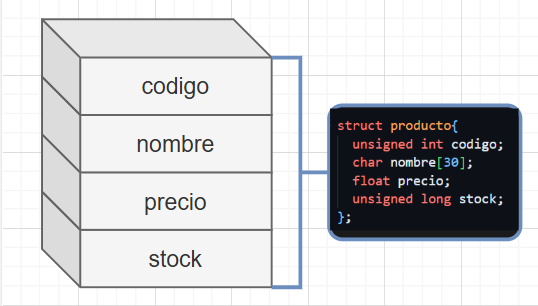 codigo
nombre
precio
stock
struct producto{
unsigned int codigo;
char nombre[30];
float precio;
unsigned long stock;
};